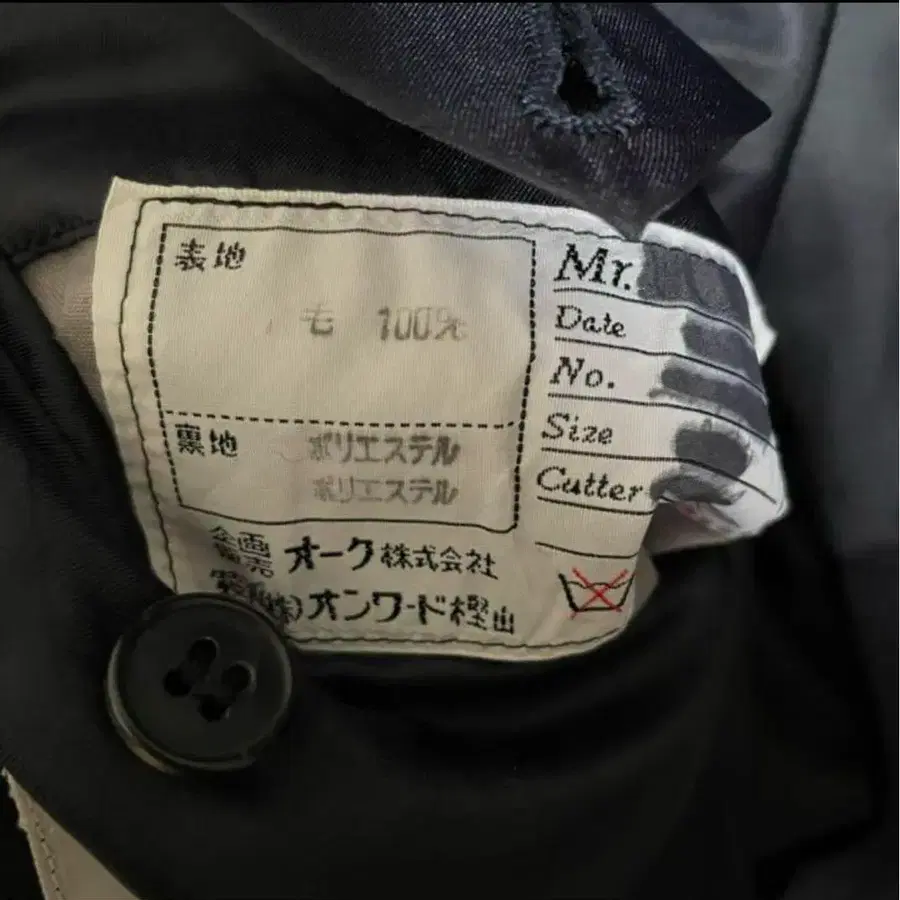 表地
毛 100%
裏地
ポリエステル
ポリエステル
企画
販売 オーク株式会社
(株)オンワード樫山
Mr.
Date
No.
Size
Cutter